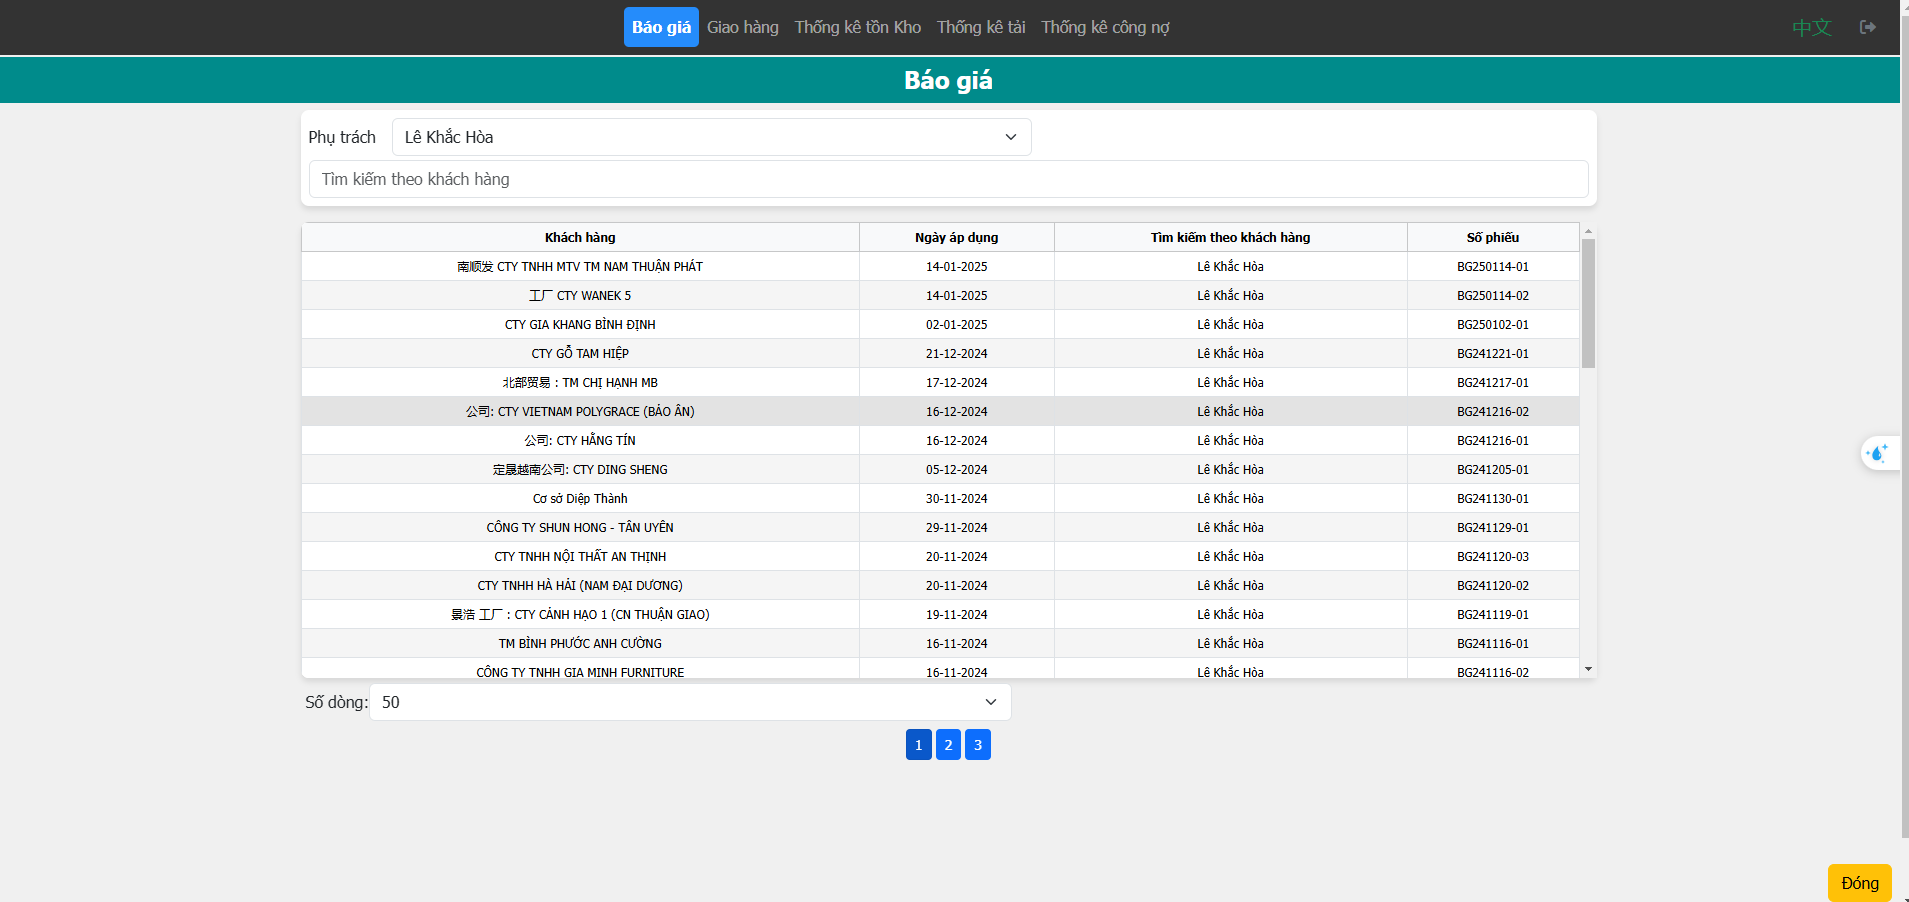 Báo giá Giao hàng Thống kê tồn Kho Thống kê tải Thống kê công nợ 中文
Báo giá
Phụ trách Lê Khắc Hòa
Tìm kiếm theo khách hàng
Khách hàng Ngày áp dụng Tìm kiếm theo khách hàng Số phiếu
南顺发 CTY TNHH MTV TM NAM THUẬN PHÁT 14-01-2025 Lê Khắc Hòa BG250114-01
工厂 CTY WANEK 5 14-01-2025 Lê Khắc Hòa BG250114-02
CTY GIA KHANG BÌNH ĐỊNH 02-01-2025 Lê Khắc Hòa BG250102-01
CTY GỖ TAM HIỆP 21-12-2024 Lê Khắc Hòa BG241221-01
北部贸易 : TM CHỊ HẠNH MB 17-12-2024 Lê Khắc Hòa BG241217-01
公司: CTY VIETNAM POLYGRACE (BẢO ÂN) 16-12-2024 Lê Khắc Hòa BG241216-02
公司: CTY HẰNG TÍN 16-12-2024 Lê Khắc Hòa BG241216-01
定晟越南公司: CTY DING SHENG 05-12-2024 Lê Khắc Hòa BG241205-01
Cơ sở Diệp Thành 30-11-2024 Lê Khắc Hòa BG241130-01
CÔNG TY SHUN HONG - TÂN UYÊN 29-11-2024 Lê Khắc Hòa BG241129-01
CTY TNHH NỘI THẤT AN THỊNH 20-11-2024 Lê Khắc Hòa BG241120-03
CTY TNHH HÀ HẢI (NAM ĐẠI DƯƠNG) 20-11-2024 Lê Khắc Hòa BG241120-02
景浩 工厂 : CTY CẢNH HẠO 1 (CN THUẬN GIAO) 19-11-2024 Lê Khắc Hòa BG241119-01
TM BÌNH PHƯỚC ANH CƯỜNG 16-11-2024 Lê Khắc Hòa BG241116-01
CÔNG TY TNHH GIA MINH FURNITURE 16-11-2024 Lê Khắc Hòa BG241116-02
Số dòng: 50
1 2 3
Đóng